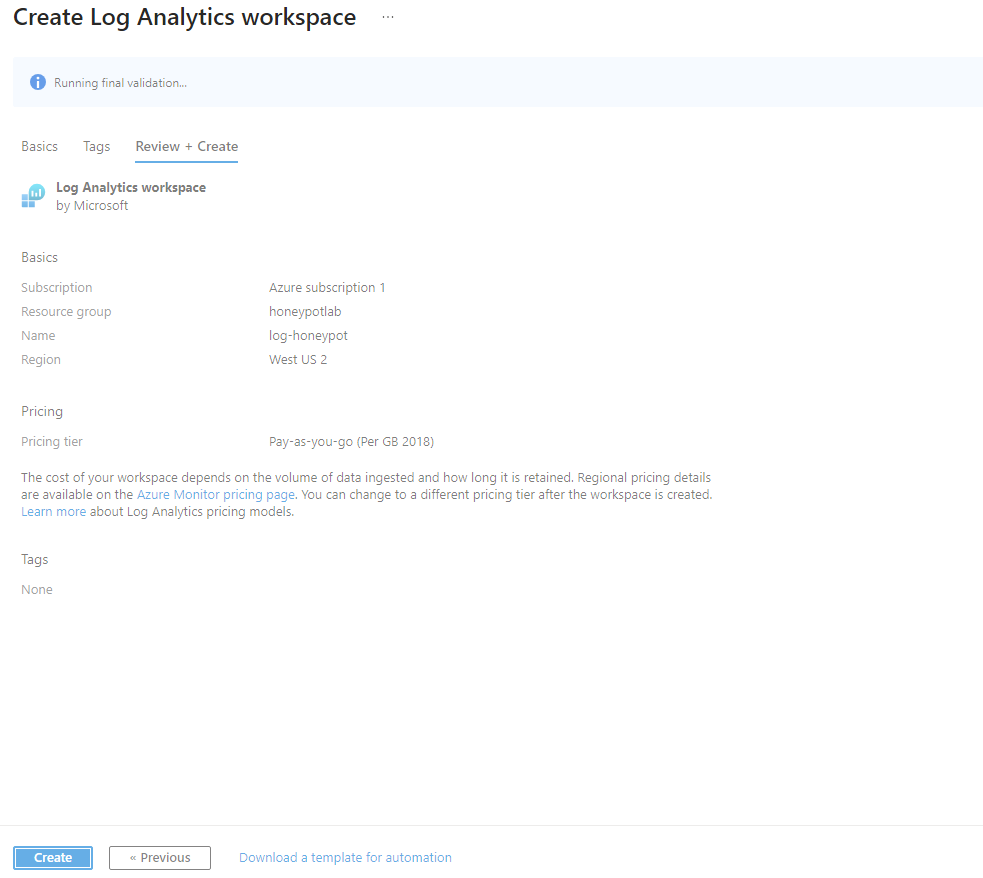 Create Log Analytics workspace ...
Running final validation...
Basics Tags Review + Create
Log Analytics workspace
by Microsoft
Basics
Subscription Azure subscription 1
Resource group honeypotlab
Name log-honeypot
Region West US 2
Pricing
Pricing tier Pay-as-you-go (Per GB 2018)
The cost of your workspace depends on the volume of data ingested and how long it is retained. Regional pricing details
are available on the Azure Monitor pricing page. You can change to a different pricing tier after the workspace is created.
Learn more about Log Analytics pricing models.
Tags
None
Create « Previous Download a template for automation